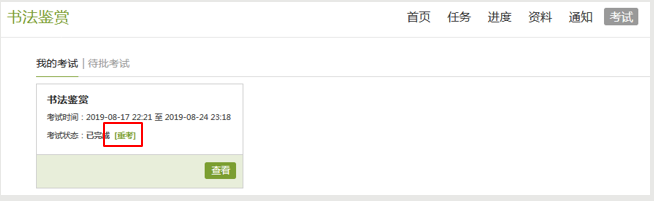 书法鉴赏
首页 任务 进度 资料 通知 考试
我的考试 | 待批考试
书法鉴赏
考试时间：2019-08-17 22:21 至 2019-08-24 23:18
考试状态：已完成 [重考]
查看